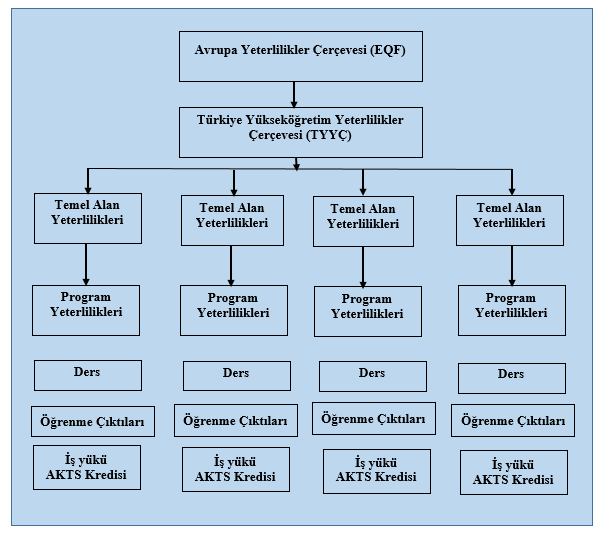 Avrupa Yeterlilikler Çerçevesi (EQF)
Türkiye Yükseköğretim Yeterlilikler
Çerçevesi (TYYÇ)
Temel Alan
Yeterlilikleri
Temel Alan
Yeterlilikleri
Temel Alan
Yeterlilikleri
Temel Alan
Yeterlilikleri
Program
Yeterlilikleri
Program
Yeterlilikleri
Program
Yeterlilikleri
Program
Yeterlilikleri
Ders
Ders
Ders
Ders
Öğrenme Çıktıları
Öğrenme Çıktıları
Öğrenme Çıktıları
Öğrenme Çıktıları
İş yükü
AKTS Kredisi
İş yükü
AKTS Kredisi
İş yükü
AKTS Kredisi
İş yükü
AKTS Kredisi